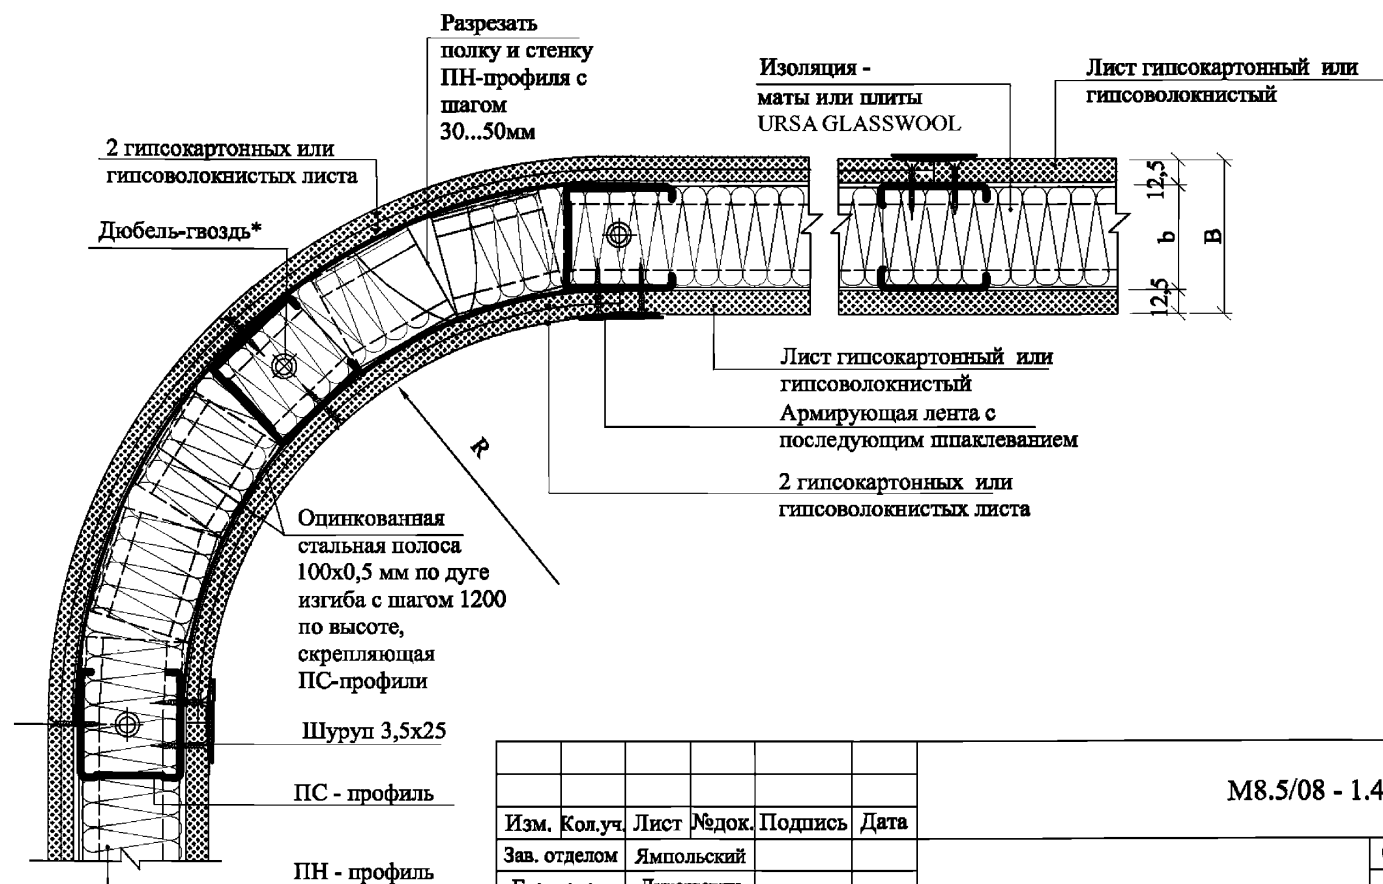 Разрезать
полку и стенку
ПН-профиля с
шагом
30...50мм
Изоляция -
маты или плиты
URSA GLASSWOOL
Лист гипсокартонный или
гипсоволокнистый
2 гипсокартонных или
гипсоволокнистых листа
Дюбель-гвоздь*
12,5
b
B
12,5
Лист гипсокартонный или
гипсоволокнистый
Армирующая лента с
последующим шпаклеванием
R
2 гипсокартонных или
гипсоволокнистых листа
Оцинкованная
стальная полоса
100х0,5 мм по дуге
изгиба с шагом 1200
по высоте,
скрепляющая
ПС-профили
Шуруп 3,5х25
ПС - профиль
ПН - профиль
М8.5/08 - 1.4
Изм. Кол.уч. Лист №док. Подпись Дата
Зав. отделом Ямпольский